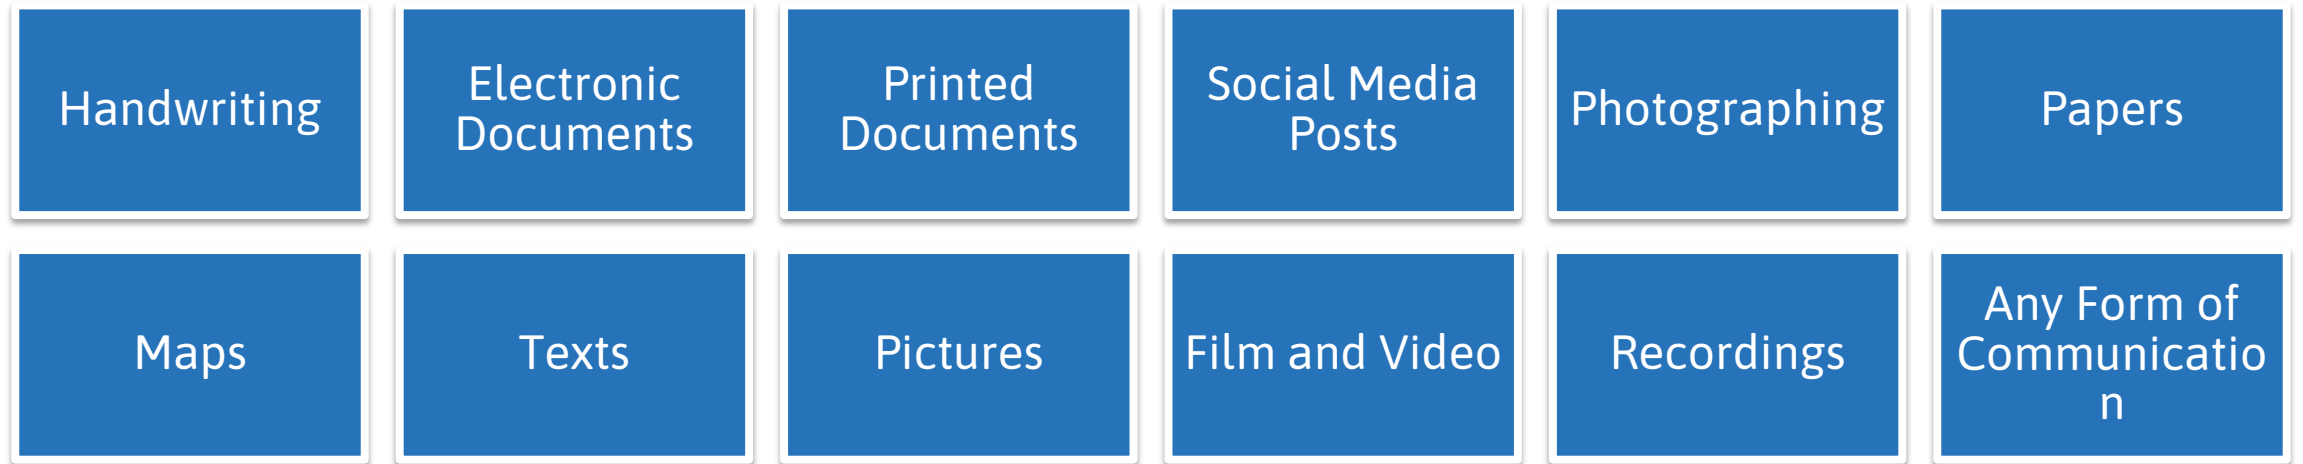 Handwriting
Electronic
Documents
Printed
Documents
Social Media
Posts
Photographing
Papers
Maps
Texts
Pictures
Film and Video
Recordings
Any Form of
Communicatio
n